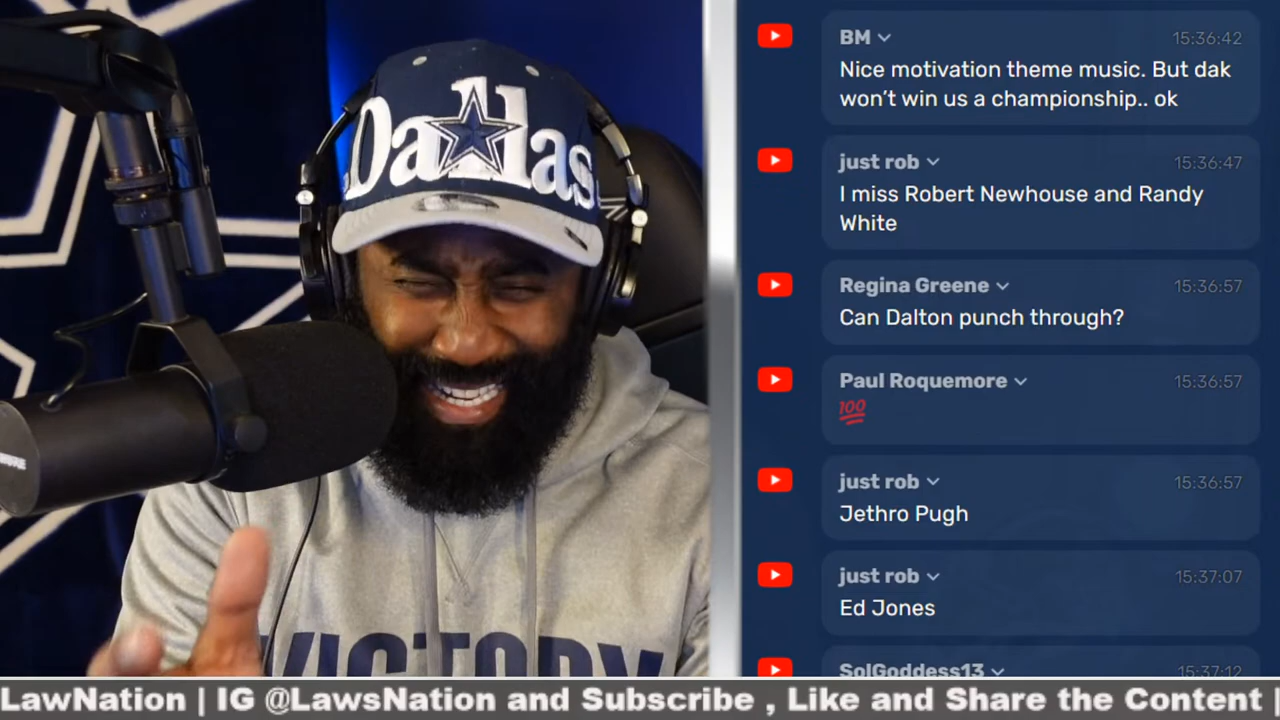 Dallas
VICTORY
BM
15:36:42
Nice motivation theme music. But dak
won’t win us a championship.. ok
just rob
15:36:47
I miss Robert Newhouse and Randy
White
Regina Greene
15:36:57
Can Dalton punch through?
Paul Roquemore
15:36:57
💯
just rob
15:36:57
Jethro Pugh
just rob
15:37:07
Ed Jones
SolGoddess13
15:37:12
LawNation | IG @LawsNation and Subscribe , Like and Share the Content |